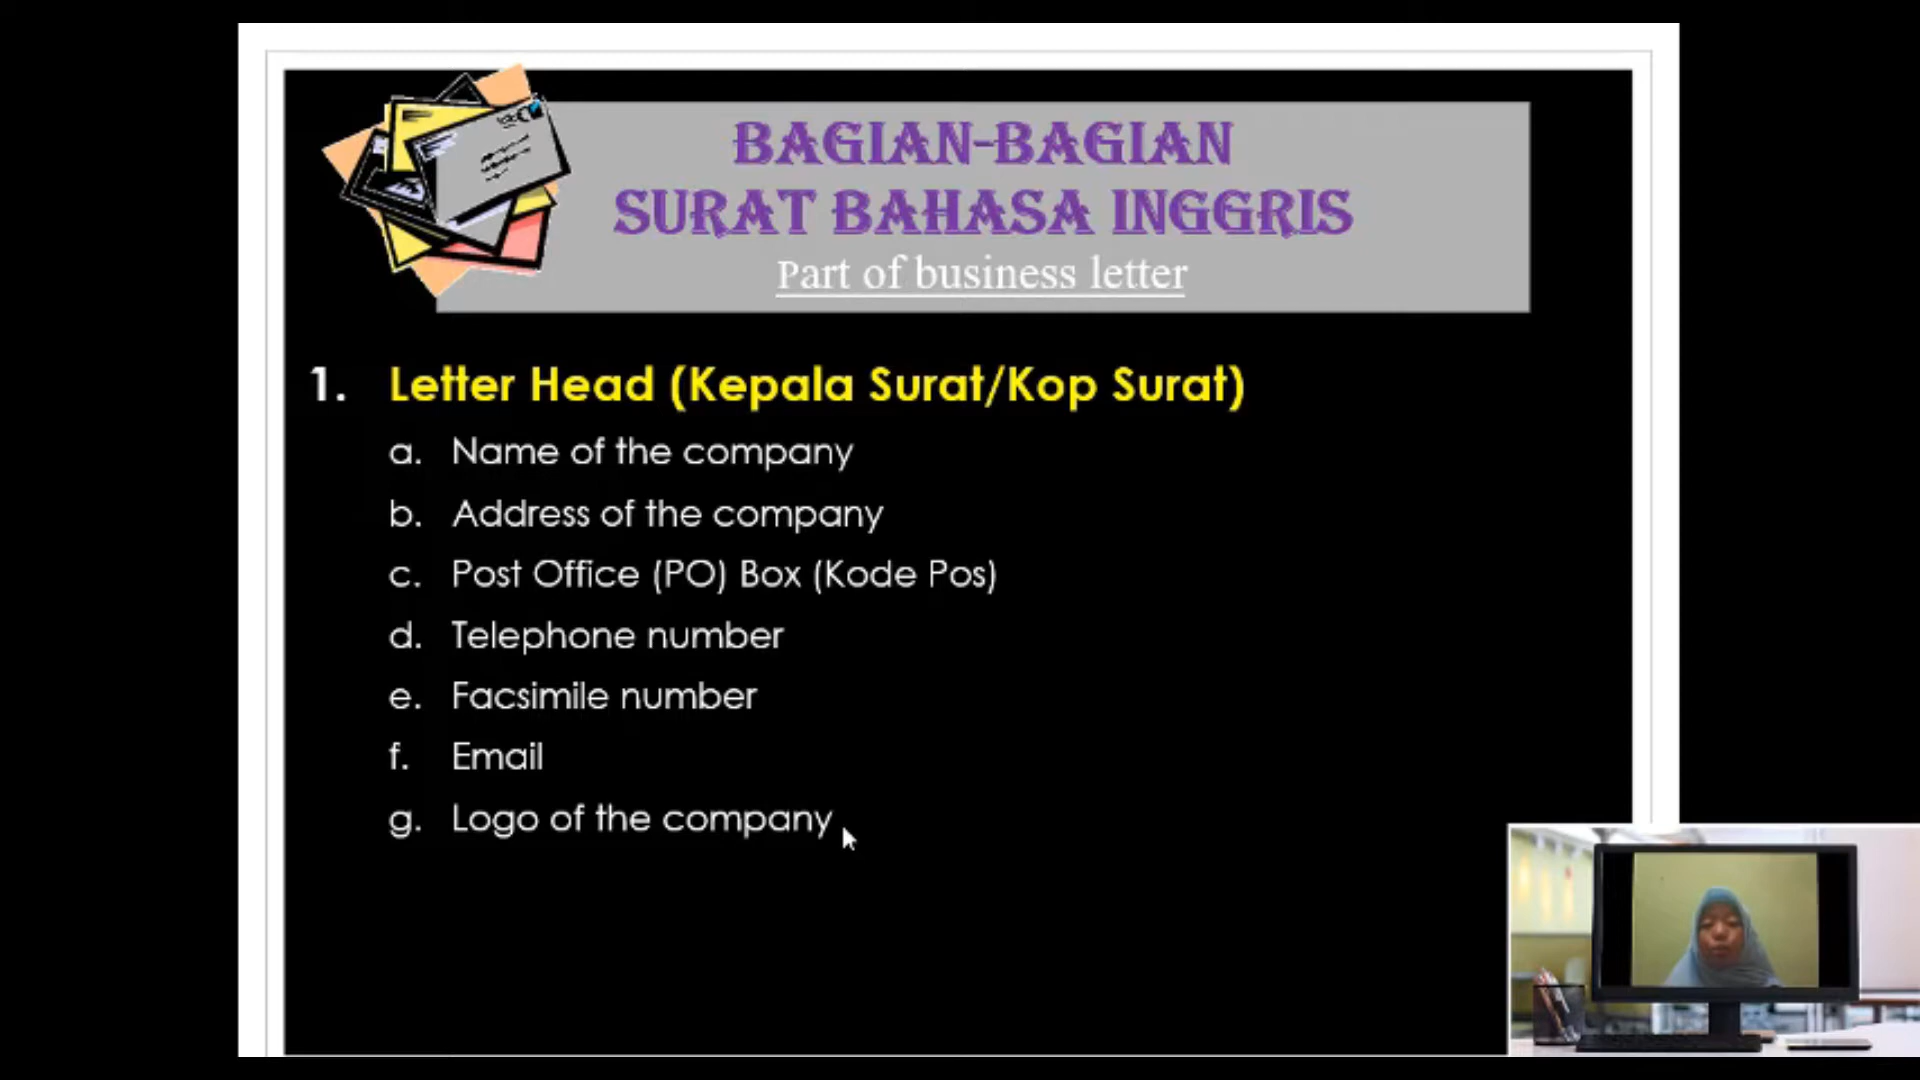 BAGIAN-BAGIAN
SURAT BAHASA INGGRIS
Part of business letter
1. Letter Head (Kepala Surat/Kop Surat)
a. Name of the company
b. Address of the company
c. Post Office (PO) Box (Kode Pos)
d. Telephone number
e. Facsimile number
f. Email
g. Logo of the company